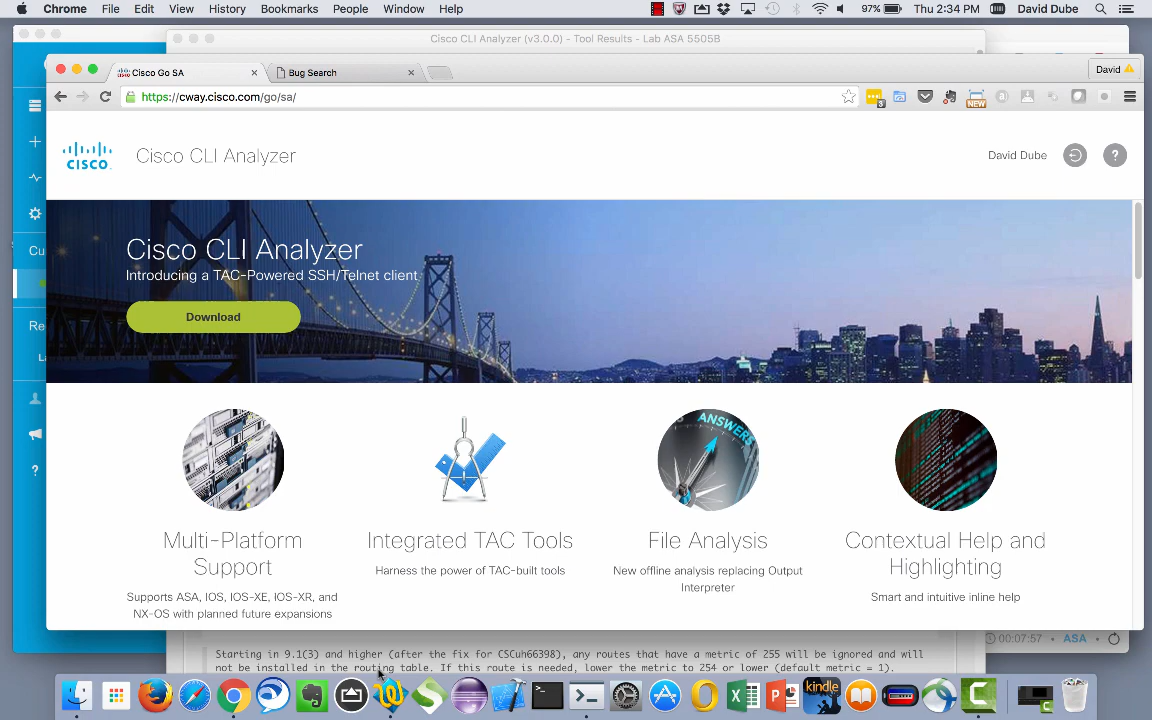 Chrome File Edit View History Bookmarks People Window Help
97% Thu 2:34 PM David Dube
Cisco CLI Analyzer (v3.0.0) - Tool Results - Lab ASA 5505B
Cisco Go SA
Bug Search
David
https://cway.cisco.com/go/sa/
3
NEW
CISCO
Cisco CLI Analyzer
David Dube
?
Cu
Re
La
?
Cisco CLI Analyzer
Introducing a TAC-Powered SSH/Telnet client
Download
ANSWERS
Multi-Platform
Support
Supports ASA, IOS, IOS-XE, IOS-XR, and
NX-OS with planned future expansions
Integrated TAC Tools
Harness the power of TAC-built tools
File Analysis
New offline analysis replacing Output
Interpreter
Contextual Help and
Highlighting
Smart and intuitive inline help
00:07:57 • ASA •
Starting in 9.1(3) and higher (after the fix for CSCuh66398), any routes that have a metric of 255 will be ignored and will
not be installed in the routing table. If this route is needed, lower the metric to 254 or lower (default metric = 1).
kindle